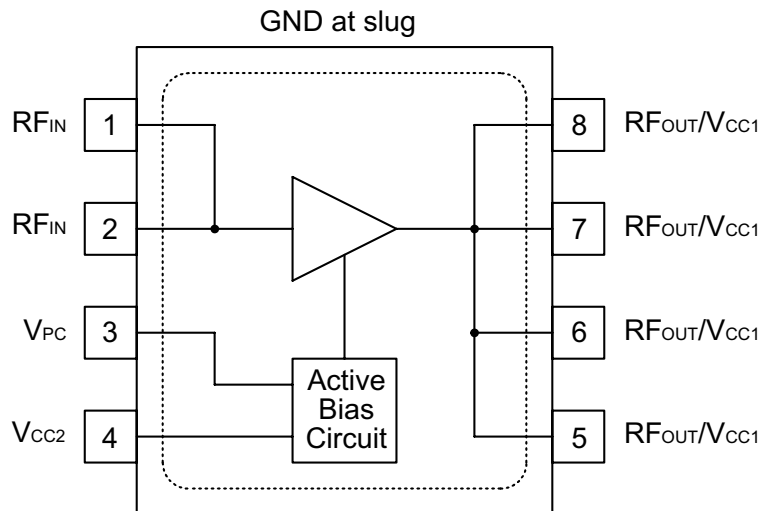 GND at slug
RFIN 1 8 RFOUT/VCC1
RFIN 2 7 RFOUT/VCC1
VPC 3 6 RFOUT/VCC1
Active
Bias
Circuit
VCC2 4 5 RFOUT/VCC1